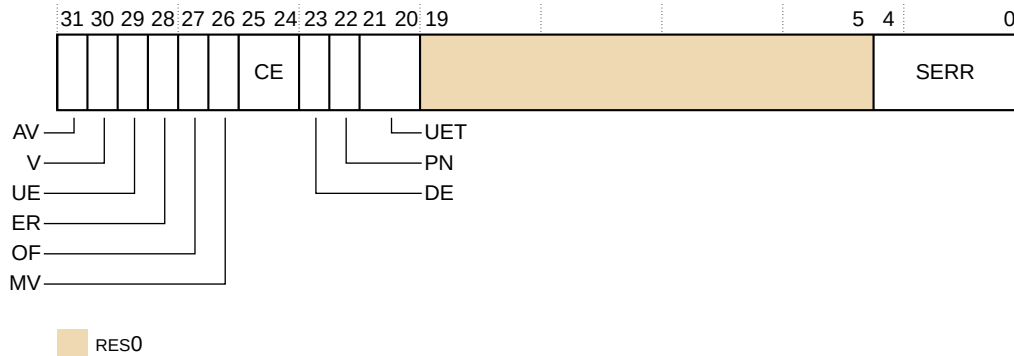 31 30 29 28 27 26 25 24 23 22 21 20 19 5 4 0
CE SERR
AV UET
V PN
UE DE
ER
OF
MV
RES0